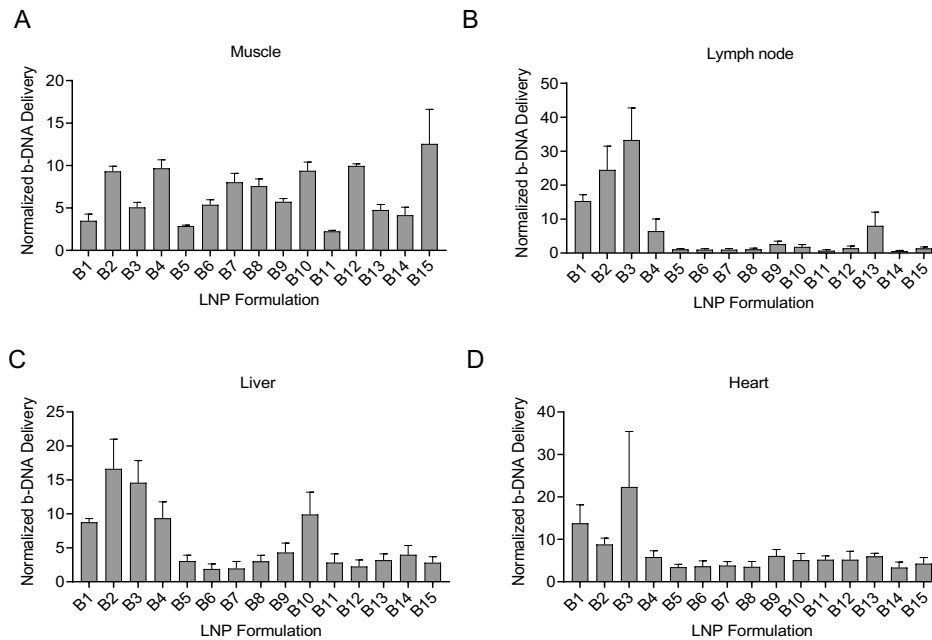 A
Muscle
Normalized b-DNA Delivery
20
15
10
5
0
B1 B2 B3 B4 B5 B6 B7 B8 B9 B10 B11 B12 B13 B14 B15
LNP Formulation
B
Lymph node
Normalized b-DNA Delivery
50
40
30
20
10
0
B1 B2 B3 B4 B5 B6 B7 B8 B9 B10 B11 B12 B13 B14 B15
LNP Formulation
C
Liver
Normalized b-DNA Delivery
25
20
15
10
5
0
B1 B2 B3 B4 B5 B6 B7 B8 B9 B10 B11 B12 B13 B14 B15
LNP Formulation
D
Heart
Normalized b-DNA Delivery
40
30
20
10
0
B1 B2 B3 B4 B5 B6 B7 B8 B9 B10 B11 B12 B13 B14 B15
LNP Formulation